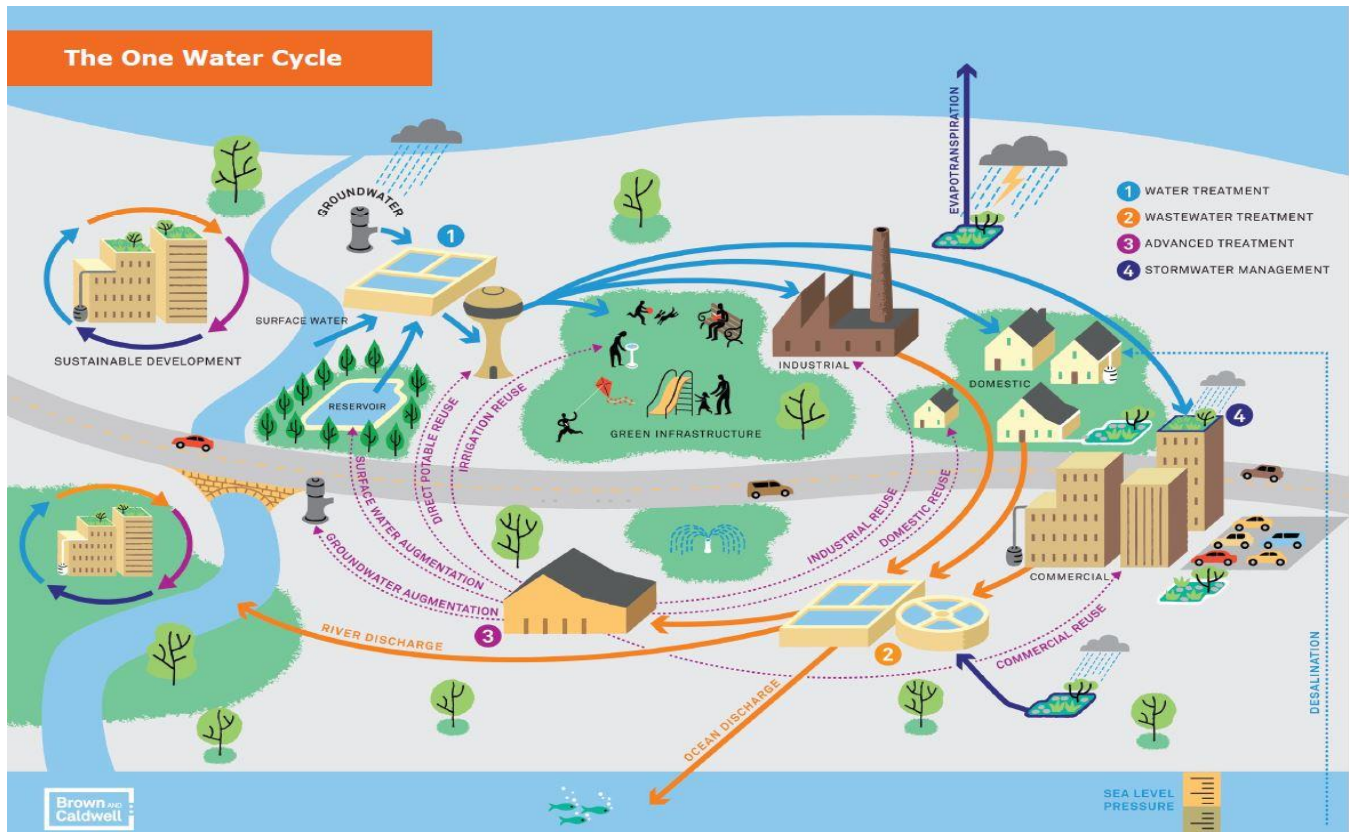 The One Water Cycle
EVAPOTRANSPIRATION
1 WATER TREATMENT
2 WASTEWATER TREATMENT
3 ADVANCED TREATMENT
4 STORMWATER MANAGEMENT
GROUNDWATER
1
SURFACE WATER
SUSTAINABLE DEVELOPMENT
RESERVOIR
INDUSTRIAL
DOMESTIC
GREEN INFRASTRUCTURE
4
SURFACE WATER AUGMENTATION
DIRECT POTABLE REUSE
IRRIGATION REUSE
GROUNDWATER AUGMENTATION
INDUSTRIAL REUSE
DOMESTIC REUSE
COMMERCIAL
3
RIVER DISCHARGE
2
COMMERCIAL REUSE
OCEAN DISCHARGE
DESALINATION
SEA LEVEL
PRESSURE
Brown AND
Caldwell